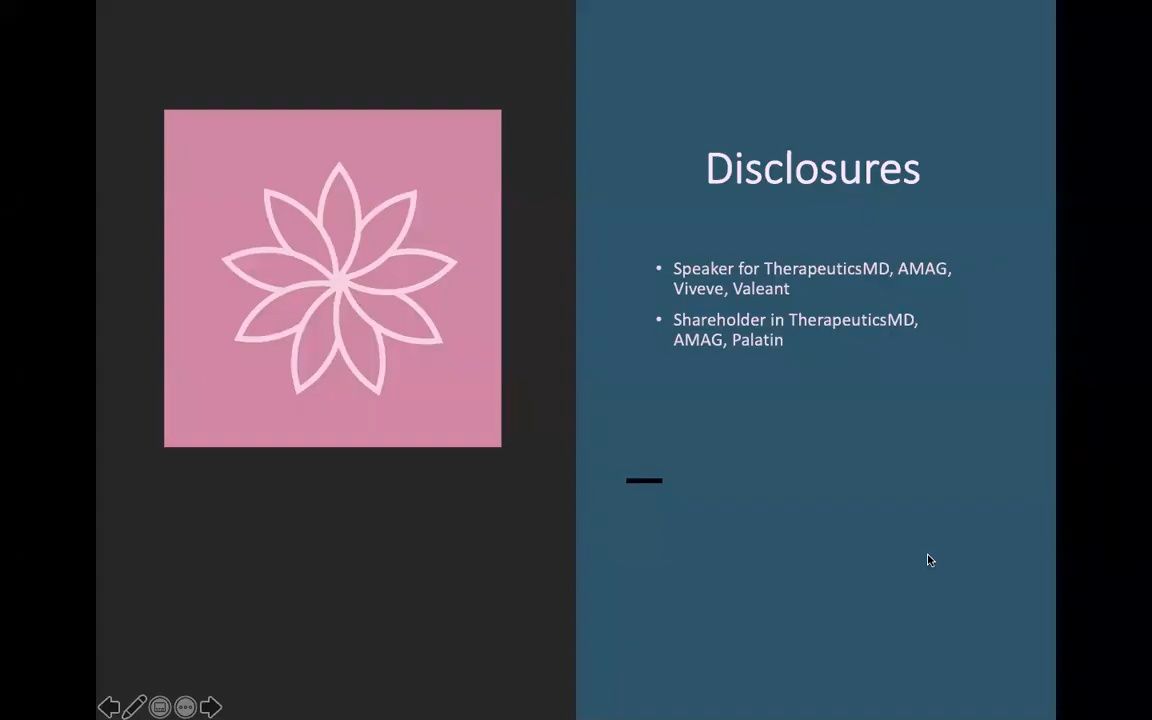 Disclosures
• Speaker for TherapeuticsMD, AMAG,
Viveve, Valeant
• Shareholder in TherapeuticsMD,
AMAG, Palatin